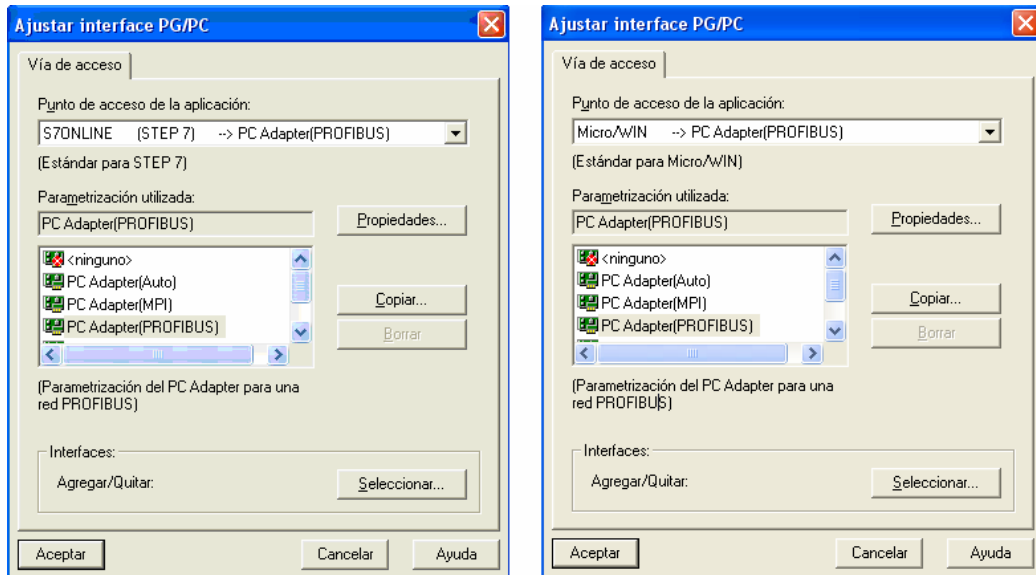 Ajustar interface PG/PC
Vía de acceso
Punto de acceso de la aplicación:
S7ONLINE (STEP 7) --> PC Adapter(PROFIBUS)
(Estándar para STEP 7)
Parametrización utilizada:
PC Adapter(PROFIBUS)
Propiedades...
<ninguno>
PC Adapter(Auto)
PC Adapter(MPI)
PC Adapter(PROFIBUS)
Copiar...
Borrar
(Parametrización del PC Adapter para una
red PROFIBUS)
Interfaces:
Agregar/Quitar:
Seleccionar...
Aceptar
Cancelar
Ayuda
Ajustar interface PG/PC
Vía de acceso
Punto de acceso de la aplicación:
Micro/WIN --> PC Adapter(PROFIBUS)
(Estándar para Micro/WIN)
Parametrización utilizada:
PC Adapter(PROFIBUS)
Propiedades...
<ninguno>
PC Adapter(Auto)
PC Adapter(MPI)
PC Adapter(PROFIBUS)
Copiar...
Borrar
(Parametrización del PC Adapter para una
red PROFIBUS)
Interfaces:
Agregar/Quitar:
Seleccionar...
Aceptar
Cancelar
Ayuda